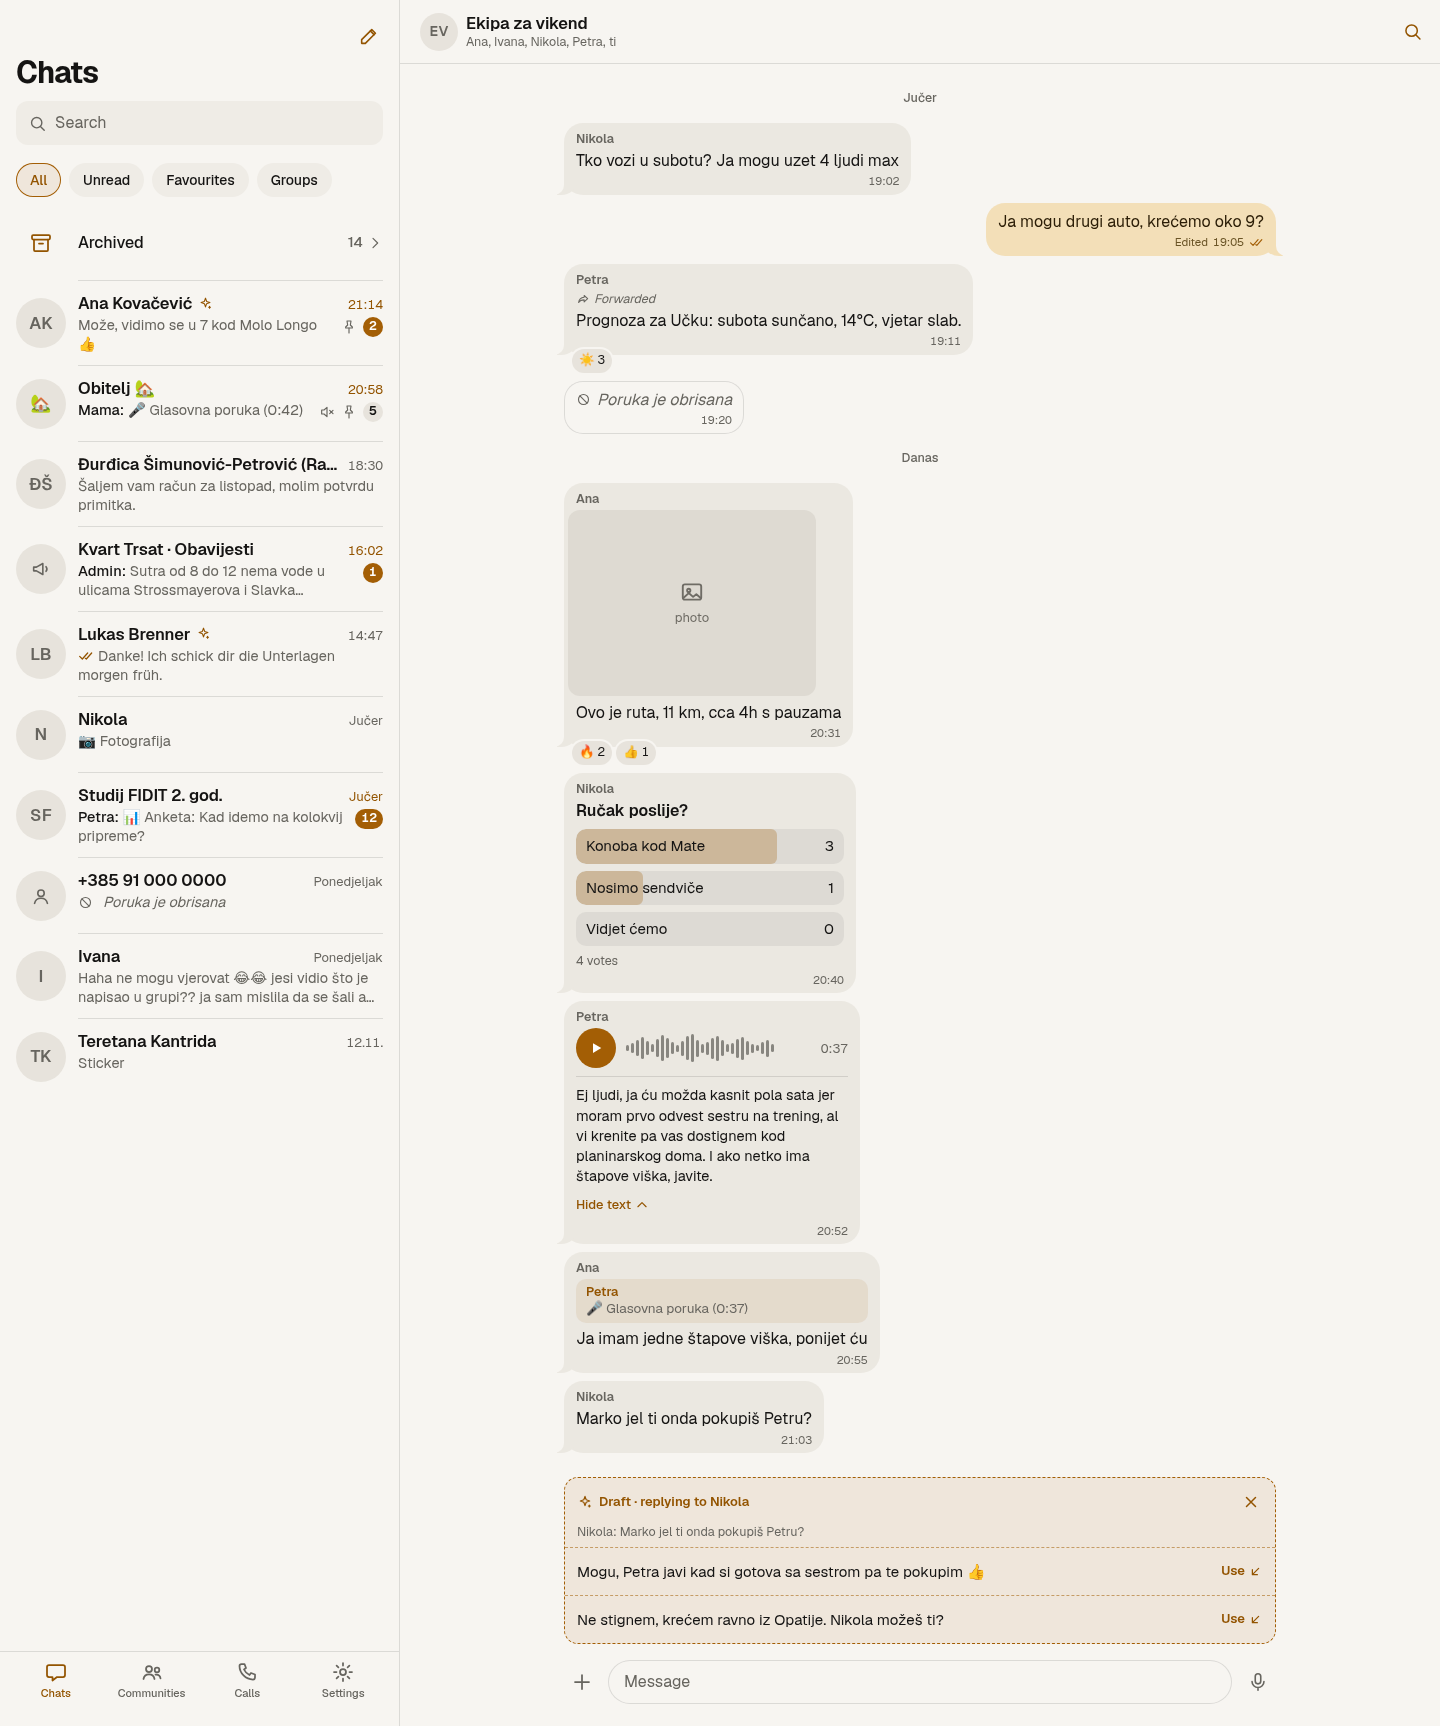 Chats
Search
All
Unread
Favourites
Groups
Archived
14
AK
Ana Kovačević
21:14
Može, vidimo se u 7 kod Molo Longo
👍
2
🏡
Obitelj 🏡
20:58
Mama: 🎤 Glasovna poruka (0:42)
5
ĐŠ
Đurđica Šimunović-Petrović (Ra…
18:30
Šaljem vam račun za listopad, molim potvrdu
primitka.
Kvart Trsat · Obavijesti
16:02
Admin: Sutra od 8 do 12 nema vode u
ulicama Strossmayerova i Slavka…
1
LB
Lukas Brenner
14:47
Danke! Ich schick dir die Unterlagen
morgen früh.
N
Nikola
Jučer
📷 Fotografija
SF
Studij FIDIT 2. god.
Jučer
Petra: 📊 Anketa: Kad idemo na kolokvij
pripreme?
12
+385 91 000 0000
Ponedjeljak
Poruka je obrisana
I
Ivana
Ponedjeljak
Haha ne mogu vjerovat 😂😂 jesi vidio što je
napisao u grupi?? ja sam mislila da se šali a…
TK
Teretana Kantrida
12.11.
Sticker
Chats
Communities
Calls
Settings
EV
Ekipa za vikend
Ana, Ivana, Nikola, Petra, ti
Jučer
Nikola
Tko vozi u subotu? Ja mogu uzet 4 ljudi max
19:02
Ja mogu drugi auto, krećemo oko 9?
Edited 19:05
Petra
Forwarded
Prognoza za Učku: subota sunčano, 14°C, vjetar slab.
19:11
☀️ 3
Poruka je obrisana
19:20
Danas
Ana
photo
Ovo je ruta, 11 km, cca 4h s pauzama
20:31
🔥 2
👍 1
Nikola
Ručak poslije?
Konoba kod Mate
3
Nosimo sendviče
1
Vidjet ćemo
0
4 votes
20:40
Petra
0:37
Ej ljudi, ja ću možda kasnit pola sata jer
moram prvo odvest sestru na trening, al
vi krenite pa vas dostignem kod
planinarskog doma. I ako netko ima
štapove viška, javite.
Hide text
20:52
Ana
Petra
🎤 Glasovna poruka (0:37)
Ja imam jedne štapove viška, ponijet ću
20:55
Nikola
Marko jel ti onda pokupiš Petru?
21:03
Draft · replying to Nikola
Nikola: Marko jel ti onda pokupiš Petru?
Mogu, Petra javi kad si gotova sa sestrom pa te pokupim 👍
Use
Ne stignem, krećem ravno iz Opatije. Nikola možeš ti?
Use
Message